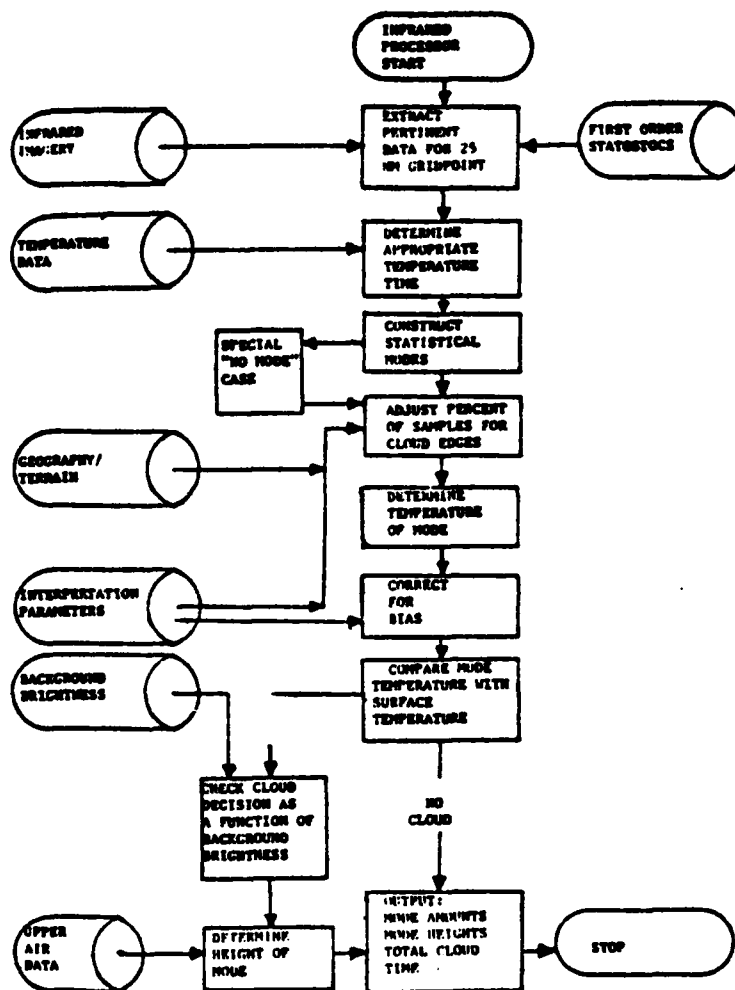 INFRARED
PROCESSOR
START
INFRARED
IMAGERY
EXTRACT
PERTINENT
DATA FOR 25
NM GRIDPOINT
FIRST ORDER
STATOSTOCS
TEMPERATURE
DATA
DETERMINE
APPROPRIATE
TEMPERATURE
TIME
SPECIAL
"NO MODE"
CASE
CONSTRUCT
STATISTICAL
MODES
ADJUST PERCENT
OF SAMPLES FOR
CLOUD EDGES
GEOGRAPHY/
TERRAIN
DETERMINE
TEMPERATURE
OF MODE
INTERPERTATION
PARAMETERS
CORRECT
FOR
BIAS
BACKGROUND
BRIGHTNESS
COMPARE MODE
TEMPERATURE WITH
SURFACE
TEMPERATURE
CHECK CLOUD
DECISION AS
A FUNCTION OF
BACKGROUND
BRIGHTNESS
NO
CLOUD
UPPER
AIR
DATA
DETERMINE
HEIGHT OF
MODE
OUTPUT:
MODE AMOUNTS
MODE HEIGHTS
TOTAL CLOUD
TIME
STOP